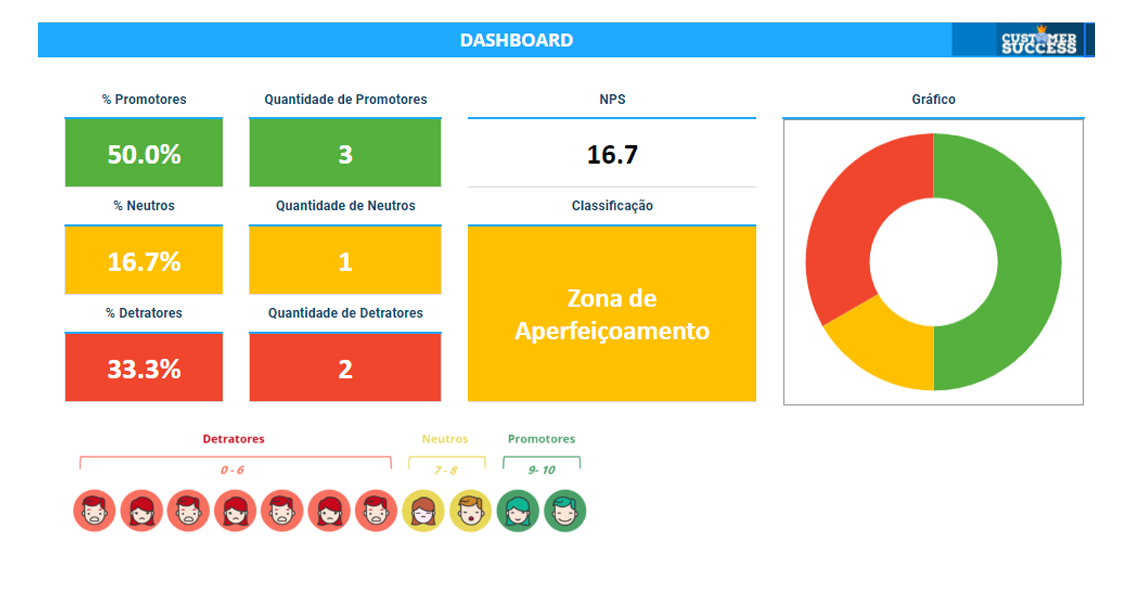 DASHBOARD
CUSTOMER
SUCCESS
% Promotores
Quantidade de Promotores
NPS
Gráfico
50.0%
3
16.7
% Neutros
Quantidade de Neutros
Classificação
16.7%
1
Zona de
Aperfeiçoamento
% Detratores
Quantidade de Detratores
33.3%
2
Detratores
Neutros
Promotores
0 - 6
7 - 8
9- 10